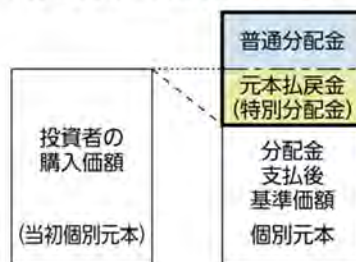 普通分配金
元本払戻金
(特別分配金)
投資者の
購入価額
(当初個別元本)
分配金
支払後
基準価額
個別元本